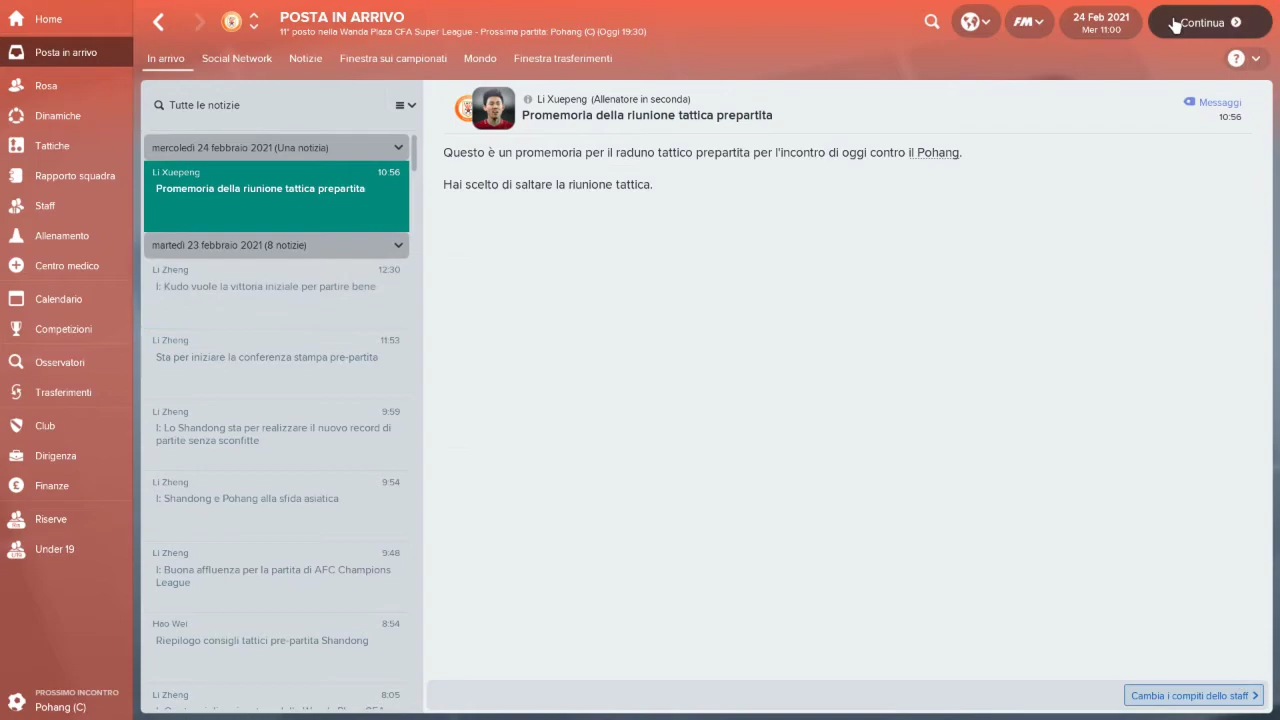 Home
POSTA IN ARRIVO
11° posto nella Wanda Plaza CFA Super League - Prossima partita: Pohang (C) (Oggi 19:30)
FM
24 Feb 2021
Mer 11:00
Continua
Posta in arrivo
Rosa
Dinamiche
Tattiche
Rapporto squadra
Staff
Allenamento
Centro medico
Calendario
Competizioni
Osservatori
Trasferimenti
Club
Dirigenza
Finanze
Riserve
Under 19
PROSSIMO INCONTRO
Pohang (C)
In arrivo
Social Network
Notizie
Finestra sui campionati
Mondo
Finestra trasferimenti
?
Tutte le notizie
mercoledì 24 febbraio 2021 (Una notizia)
Li Xuepeng 10:56
Promemoria della riunione tattica prepartita
martedì 23 febbraio 2021 (8 notizie)
Li Zheng 12:30
I: Kudo vuole la vittoria iniziale per partire bene
Li Zheng 11:53
Sta per iniziare la conferenza stampa pre-partita
Li Zheng 9:59
I: Lo Shandong sta per realizzare il nuovo record di
partite senza sconfitte
Li Zheng 9:54
I: Shandong e Pohang alla sfida asiatica
Li Zheng 9:48
I: Buona affluenza per la partita di AFC Champions
League
Hao Wei 8:54
Riepilogo consigli tattici pre-partita Shandong
Li Zheng 8:05
Li Xuepeng (Allenatore in seconda)
Promemoria della riunione tattica prepartita
Messaggi
10:56
Questo è un promemoria per il raduno tattico prepartita per l'incontro di oggi contro il Pohang.
Hai scelto di saltare la riunione tattica.
Cambia i compiti dello staff